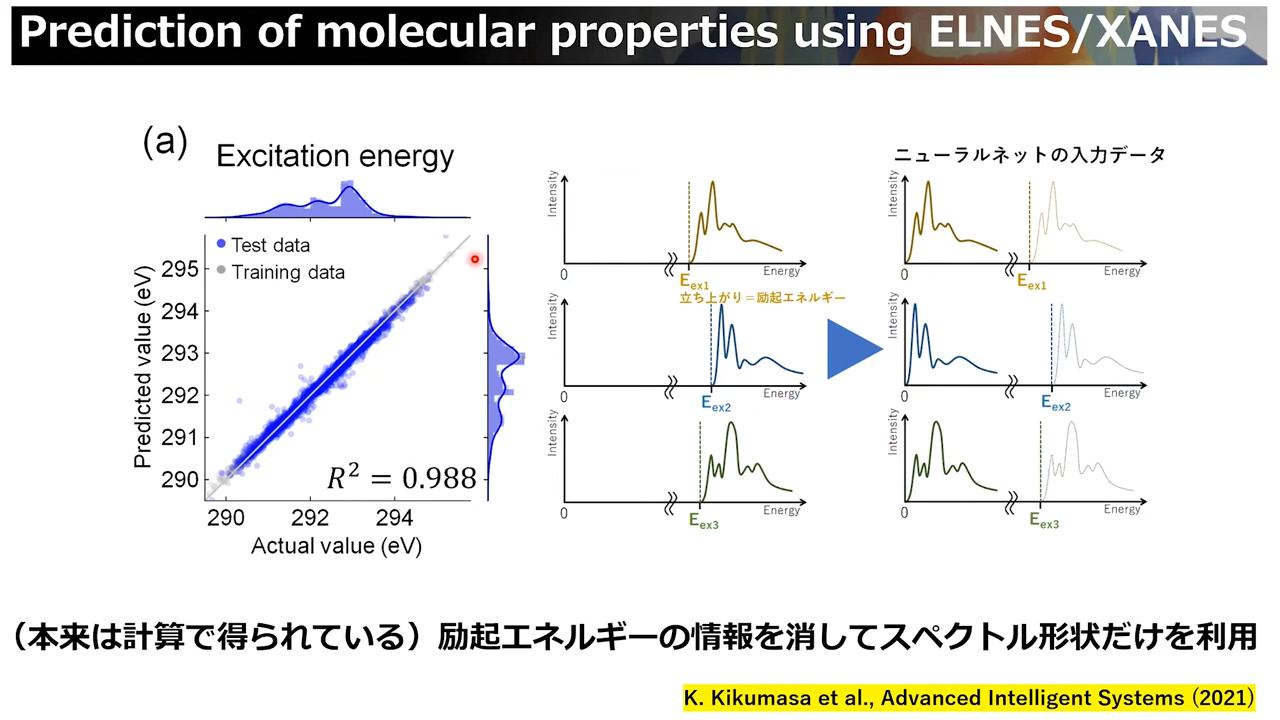 Prediction of molecular properties using ELNES/XANES
(a)
Excitation energy
Test data
Training data
Predicted value (eV)
295
294
293
292
291
290
R² = 0.988
290 292 294
Actual value (eV)
Intensity
0
Energy
Eex1
立ち上がり＝励起エネルギー
Intensity
0
Energy
Eex2
Intensity
0
Energy
Eex3
ニューラルネットの入力データ
Intensity
0
Energy
Eex1
Intensity
0
Energy
Eex2
Intensity
0
Energy
Eex3
（本来は計算で得られている）励起エネルギーの情報を消してスペクトル形状だけを利用
K. Kikumasa et al., Advanced Intelligent Systems (2021)